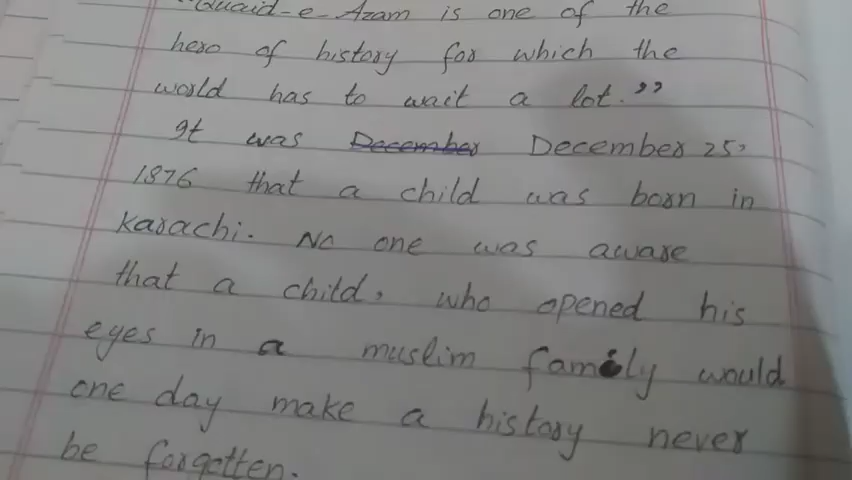 "Quaid-e-Azam is one of the
hero of history for which the
world has to wait a lot."
It was December December 25,
1876 that a child was born in
Karachi. No one was aware
that a child, who opened his
eyes in a muslim family would
one day make a history never
be forgotten.